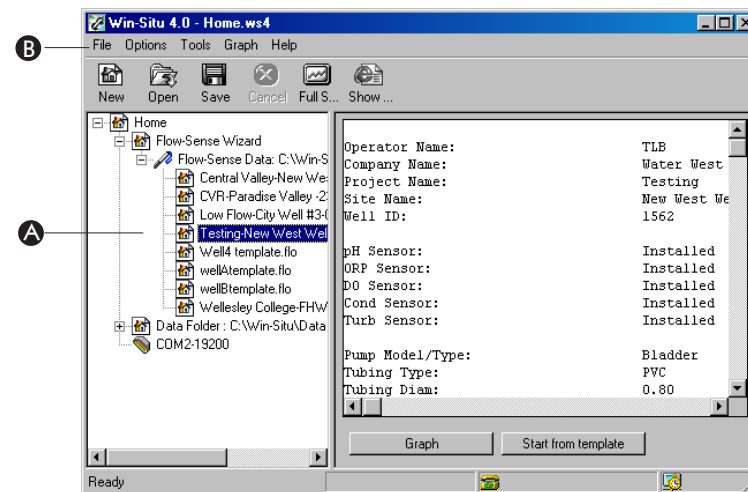 Win-Situ 4.0 - Home.ws4
B
File Options Tools Graph Help
New Open Save Cancel Full S... Show ...
Home
Flow-Sense Wizard
Flow-Sense Data: C:\Win-S
Central Valley-New We
CVR-Paradise Valley -2
Low Flow-City Well #3-
A
Testing-New West Wel
Well4 template.flo
wellAtemplate.flo
wellBtemplate.flo
Wellesley College-FHW
Data Folder : C:\Win-Situ\Data
COM2-19200
Operator Name: TLB
Company Name: Water West
Project Name: Testing
Site Name: New West We
Well ID: 1562
pH Sensor: Installed
ORP Sensor: Installed
DO Sensor: Installed
Cond Sensor: Installed
Turb Sensor: Installed
Pump Model/Type: Bladder
Tubing Type: PVC
Tubing Diam: 0.80
Graph Start from template
Ready